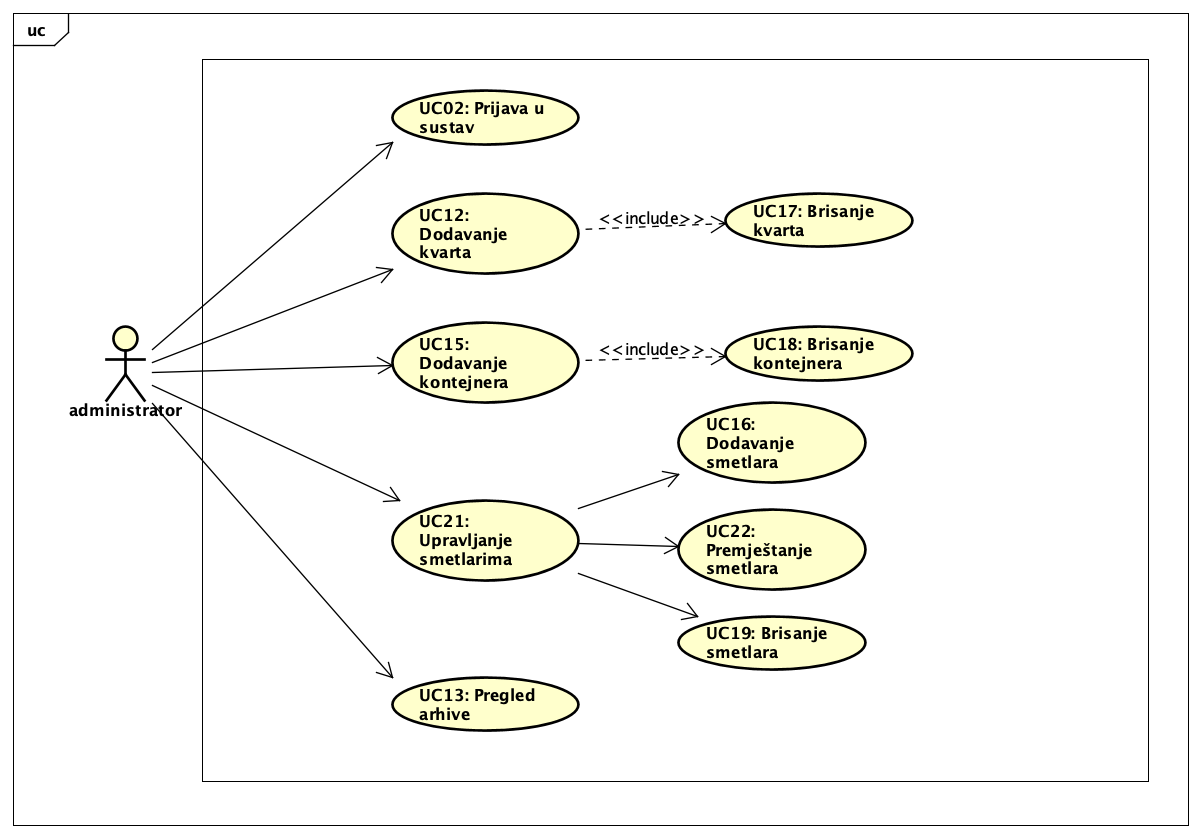 uc
UC02: Prijava u
sustav
UC12:
Dodavanje
kvarta
<<include>>
UC17: Brisanje
kvarta
UC15:
Dodavanje
kontejnera
<<include>>
UC18: Brisanje
kontejnera
administrator
UC16:
Dodavanje
smetlara
UC21:
Upravljanje
smetlarima
UC22:
Premještanje
smetlara
UC19: Brisanje
smetlara
UC13: Pregled
arhive